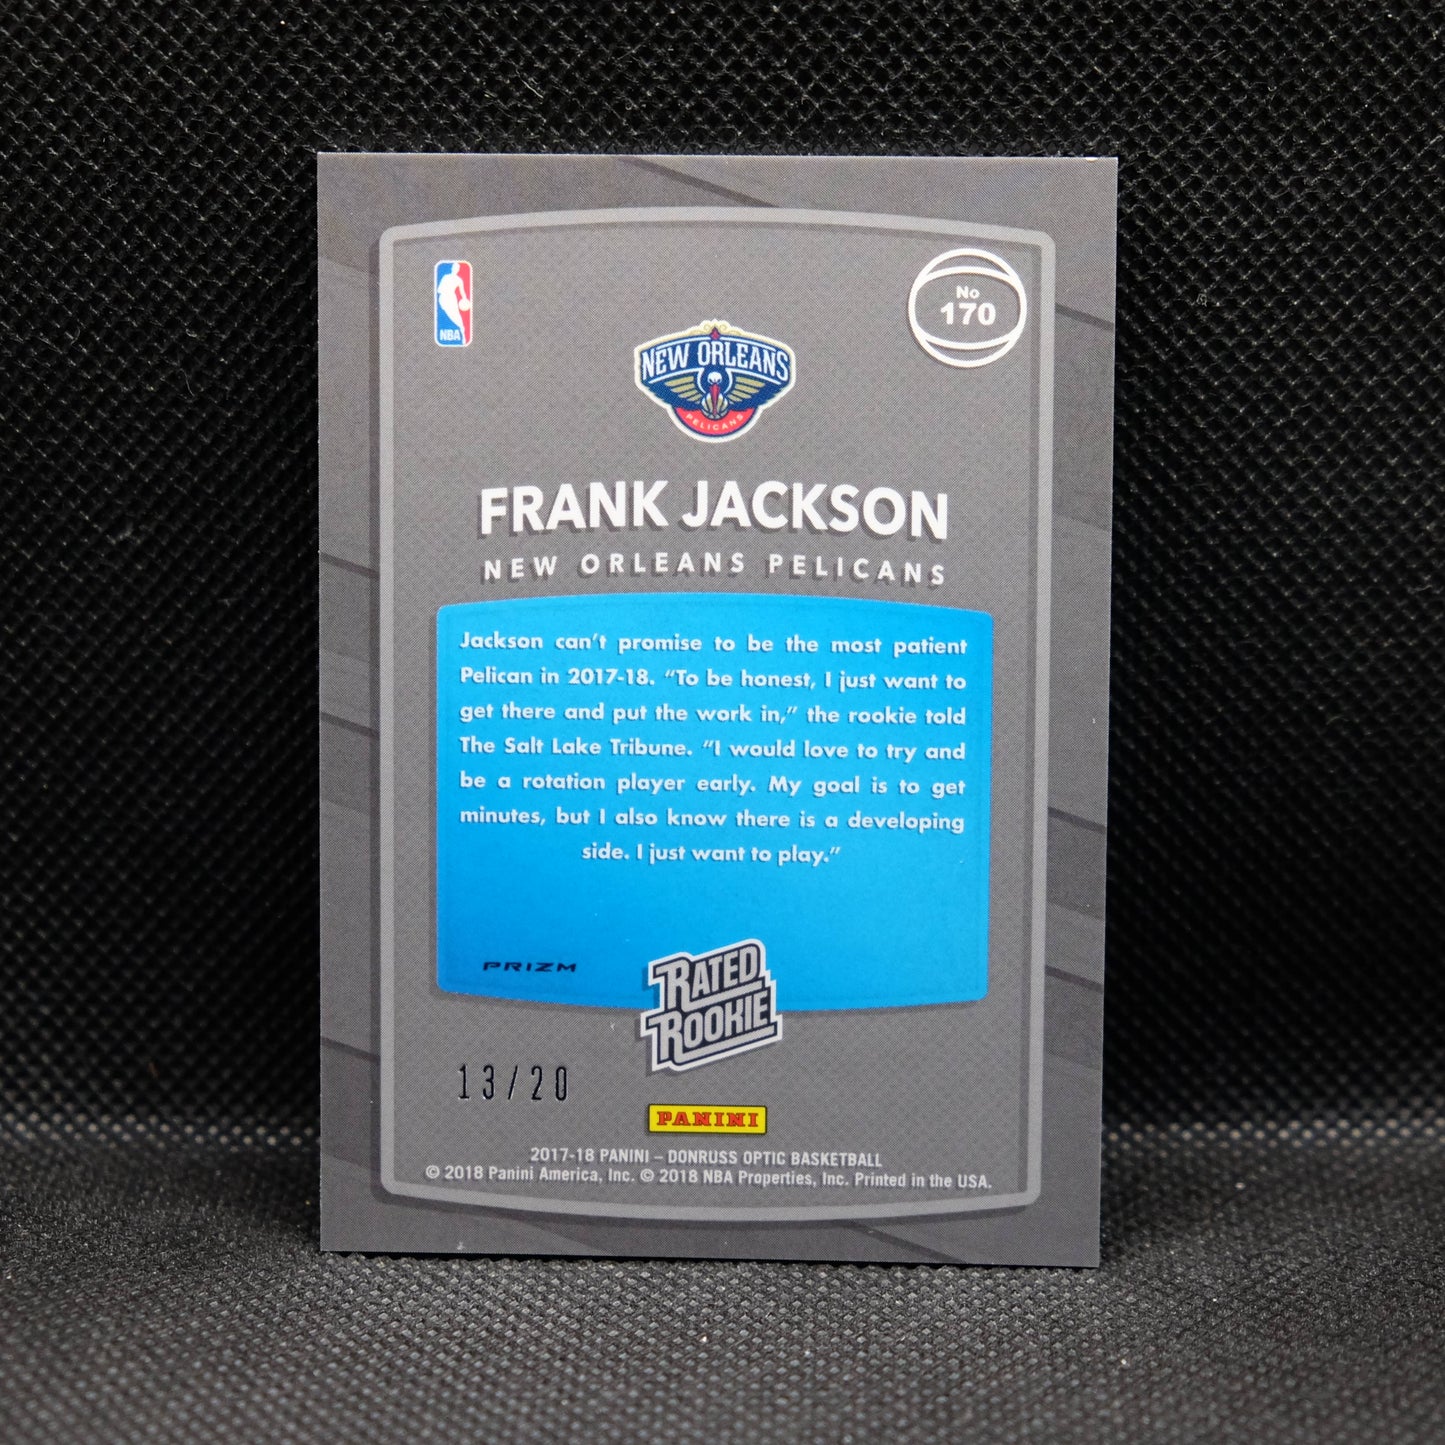 NBA
No
170
NEW ORLEANS
PELICANS
FRANK JACKSON
NEW ORLEANS PELICANS
Jackson can't promise to be the most patient
Pelican in 2017-18. "To be honest, I just want to
get there and put the work in," the rookie told
The Salt Lake Tribune. "I would love to try and
be a rotation player early. My goal is to get
minutes, but I also know there is a developing
side. I just want to play."
PRIZM
RATED
ROOKIE
13/20
PANINI
2017-18 PANINI – DONRUSS OPTIC BASKETBALL
© 2018 Panini America, Inc. © 2018 NBA Properties, Inc. Printed in the USA.